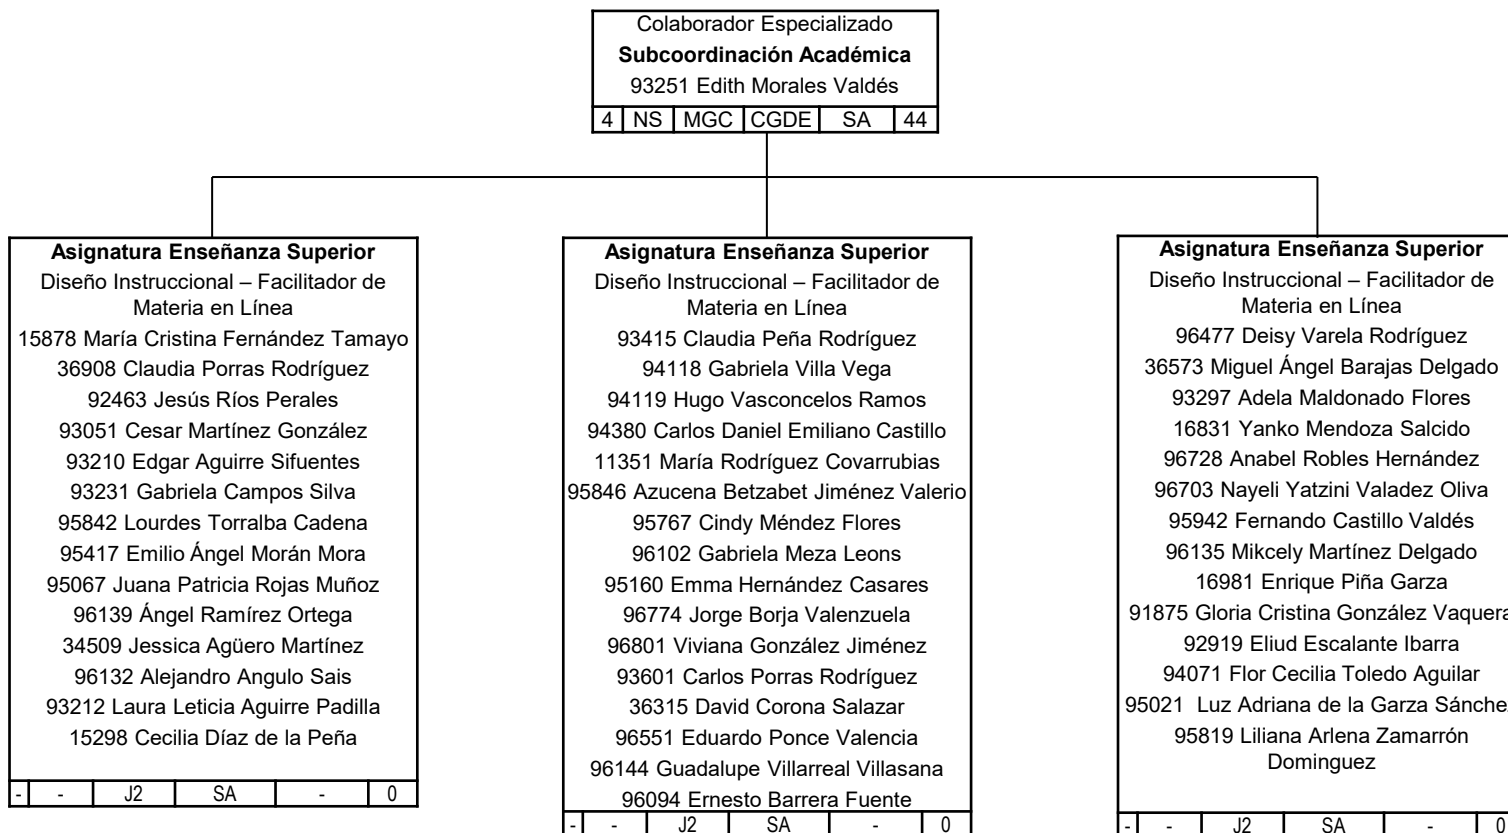 Colaborador Especializado
Subcoordinación Académica
93251 Edith Morales Valdés
4 NS MGC CGDE SA 44
Asignatura Enseñanza Superior
Diseño Instruccional – Facilitador de
Materia en Línea
15878 María Cristina Fernández Tamayo
36908 Claudia Porras Rodríguez
92463 Jesús Ríos Perales
93051 Cesar Martínez González
93210 Edgar Aguirre Sifuentes
93231 Gabriela Campos Silva
95842 Lourdes Torralba Cadena
95417 Emilio Ángel Morán Mora
95067 Juana Patricia Rojas Muñoz
96139 Ángel Ramírez Ortega
34509 Jessica Agüero Martínez
96132 Alejandro Angulo Sais
93212 Laura Leticia Aguirre Padilla
15298 Cecilia Díaz de la Peña
- - J2 SA - 0
Asignatura Enseñanza Superior
Diseño Instruccional – Facilitador de
Materia en Línea
93415 Claudia Peña Rodríguez
94118 Gabriela Villa Vega
94119 Hugo Vasconcelos Ramos
94380 Carlos Daniel Emiliano Castillo
11351 María Rodríguez Covarrubias
95846 Azucena Betzabet Jiménez Valerio
95767 Cindy Méndez Flores
96102 Gabriela Meza Leons
95160 Emma Hernández Casares
96774 Jorge Borja Valenzuela
96801 Viviana González Jiménez
93601 Carlos Porras Rodríguez
36315 David Corona Salazar
96551 Eduardo Ponce Valencia
96144 Guadalupe Villarreal Villasana
96094 Ernesto Barrera Fuente
- - J2 SA - 0
Asignatura Enseñanza Superior
Diseño Instruccional – Facilitador de
Materia en Línea
96477 Deisy Varela Rodríguez
36573 Miguel Ángel Barajas Delgado
93297 Adela Maldonado Flores
16831 Yanko Mendoza Salcido
96728 Anabel Robles Hernández
96703 Nayeli Yatzini Valadez Oliva
95942 Fernando Castillo Valdés
96135 Mikcely Martínez Delgado
16981 Enrique Piña Garza
91875 Gloria Cristina González Vaquera
92919 Eliud Escalante Ibarra
94071 Flor Cecilia Toledo Aguilar
95021 Luz Adriana de la Garza Sánchez
95819 Liliana Arlena Zamarrón
Dominguez
- - J2 SA - 0